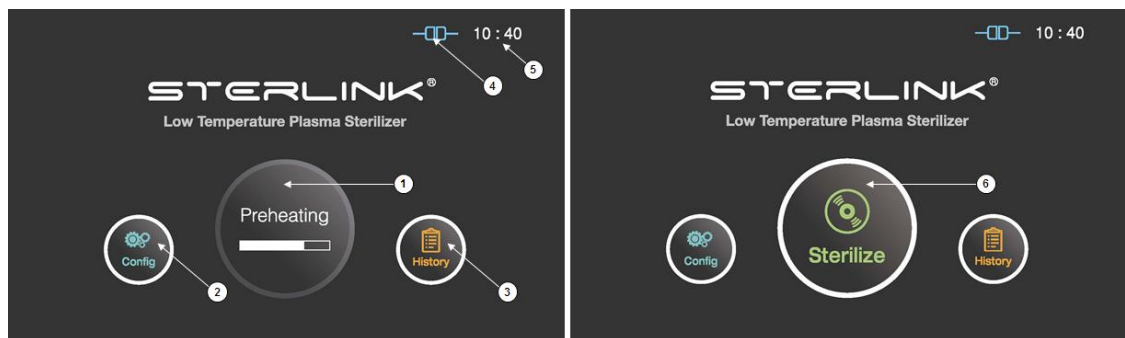 10 : 40
4
5
STERLINK®
Low Temperature Plasma Sterilizer
1
Preheating
Config
History
2
3
10 : 40
STERLINK®
Low Temperature Plasma Sterilizer
6
Sterilize
Config
History